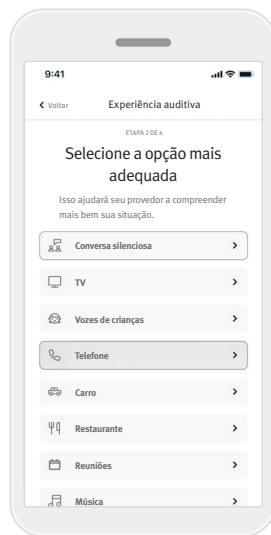 9:41
Voltar Experiência auditiva
ETAPA 2 DE 4
Selecione a opção mais
adequada
Isso ajudará seu provedor a compreender
mais bem sua situação.
Conversa silenciosa
TV
Vozes de crianças
Telefone
Carro
Restaurante
Reuniões
Música